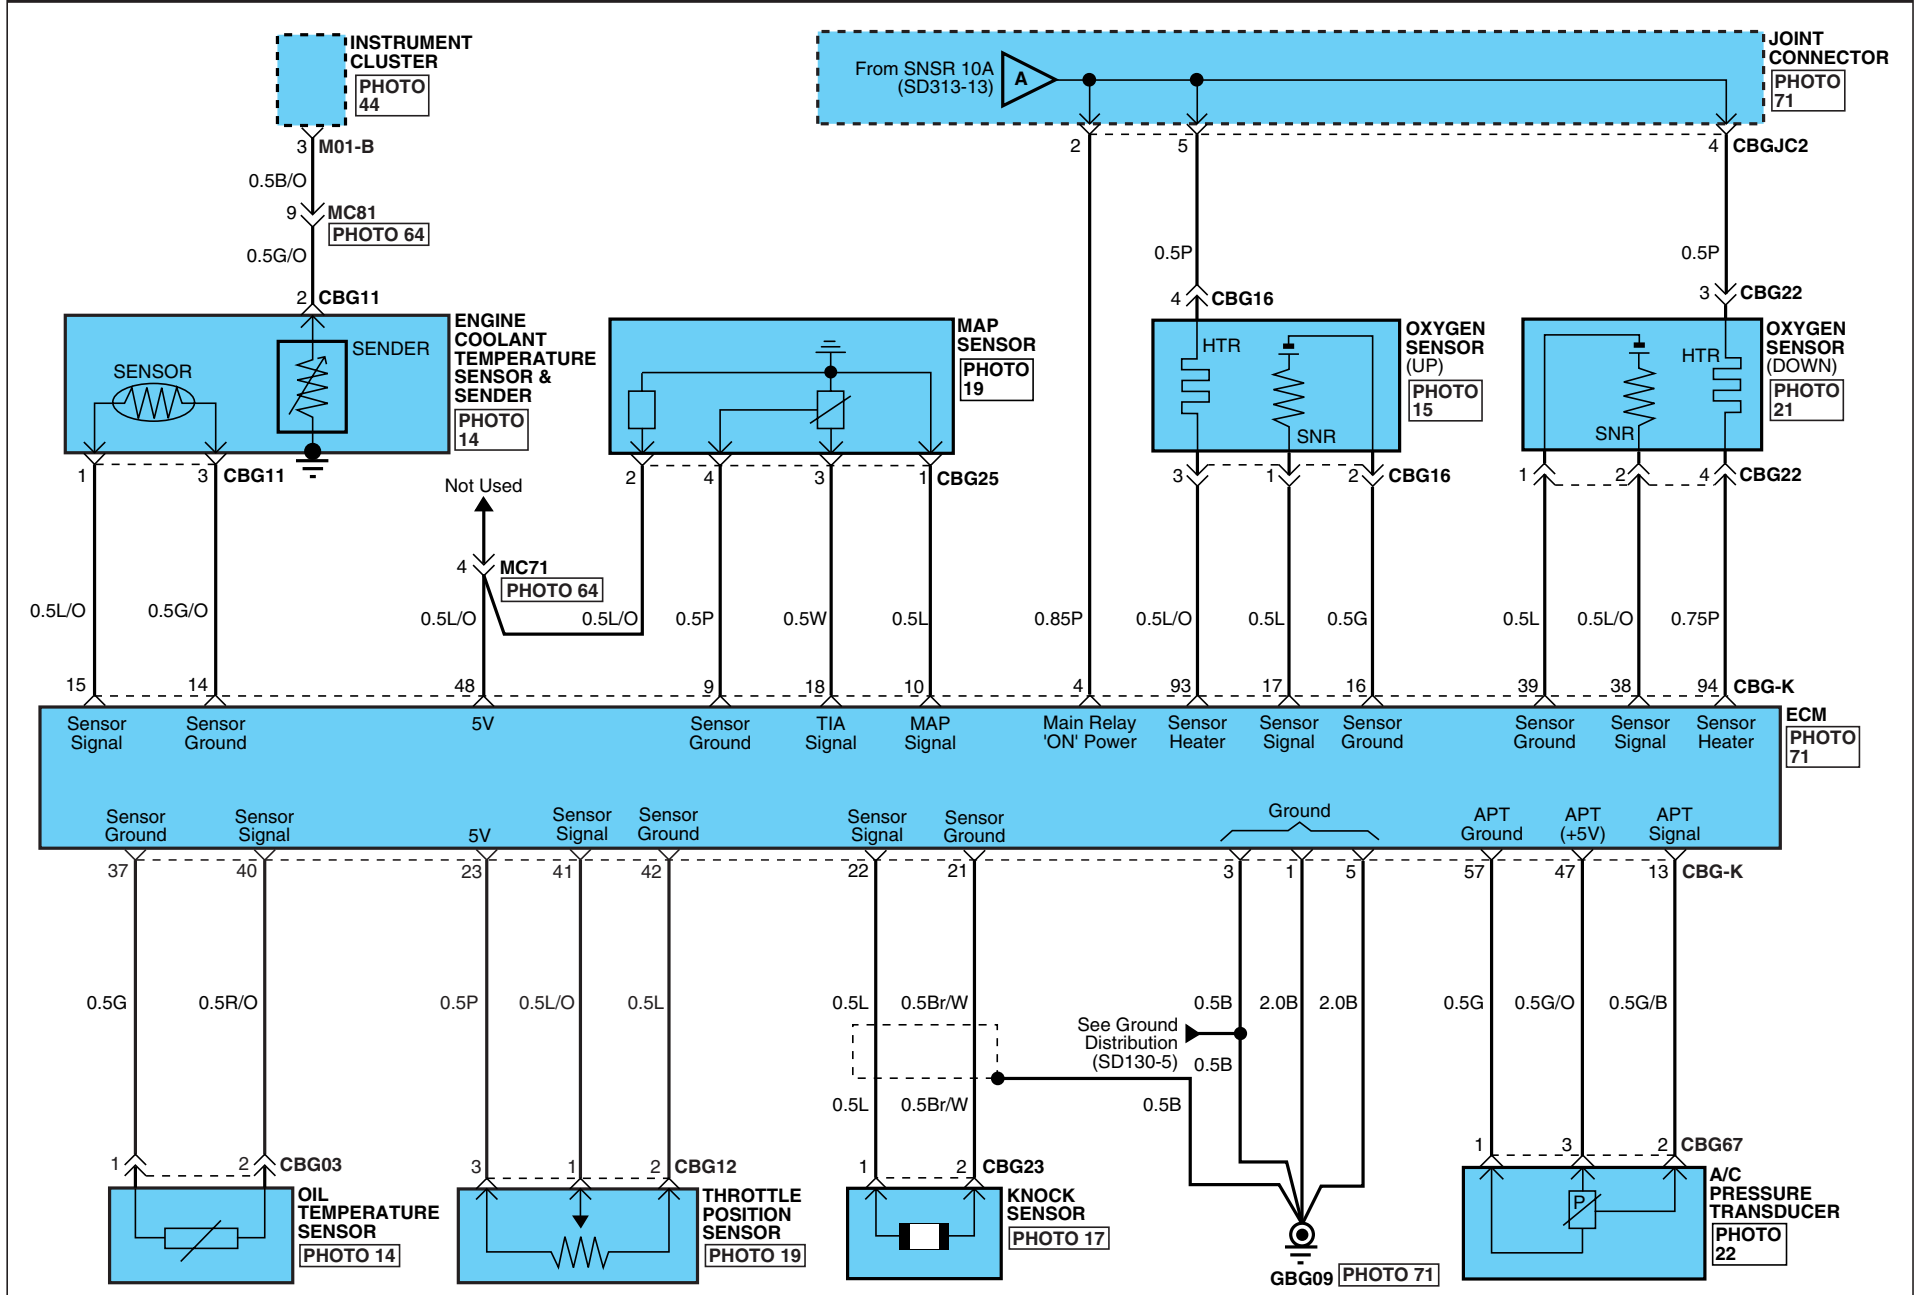 INSTRUMENT
CLUSTER
PHOTO
44
3 M01-B
0.5B/O
9 MC81
PHOTO 64
0.5G/O
2 CBG11
From SNSR 10A
(SD313-13)
A
JOINT
CONNECTOR
PHOTO
71
2 5 4 CBGJC2
0.5P 0.5P
4 CBG16
3 CBG22
SENSOR
SENDER
ENGINE
COOLANT
TEMPERATURE
SENSOR &
SENDER
PHOTO
14
MAP
SENSOR
PHOTO
19
HTR
SNR
OXYGEN
SENSOR
(UP)
PHOTO
15
HTR
SNR
OXYGEN
SENSOR
(DOWN)
PHOTO
21
1 3 CBG11
Not Used
2 4 3 1 CBG25
3 1 2 CBG16
1 2 4 CBG22
4 MC71
PHOTO 64
0.5L/O 0.5G/O 0.5L/O 0.5L/O 0.5P 0.5W 0.5L 0.85P 0.5L/O 0.5L 0.5G 0.5L 0.5L/O 0.75P
15 14 48 9 18 10 4 93 17 16 39 38 94 CBG-K
Sensor
Signal
Sensor
Ground
5V
Sensor
Ground
TIA
Signal
MAP
Signal
Main Relay
'ON' Power
Sensor
Heater
Sensor
Signal
Sensor
Ground
Sensor
Ground
Sensor
Signal
Sensor
Heater
ECM
PHOTO
71
Sensor
Ground
Sensor
Signal
5V
Sensor
Signal
Sensor
Ground
Sensor
Signal
Sensor
Ground
Ground
APT
Ground
APT
(+5V)
APT
Signal
37 40 23 41 42 22 21 3 1 5 57 47 13 CBG-K
0.5G 0.5R/O 0.5P 0.5L/O 0.5L 0.5L 0.5Br/W 0.5B 2.0B 2.0B 0.5G 0.5G/O 0.5G/B
See Ground
Distribution
(SD130-5)
0.5B
0.5L 0.5Br/W 0.5B
1 2 CBG03
3 1 2 CBG12
1 2 CBG23
1 3 2 CBG67
OIL
TEMPERATURE
SENSOR
PHOTO 14
THROTTLE
POSITION
SENSOR
PHOTO 19
KNOCK
SENSOR
PHOTO 17
GBG09 PHOTO 71
P
A/C
PRESSURE
TRANSDUCER
PHOTO
22